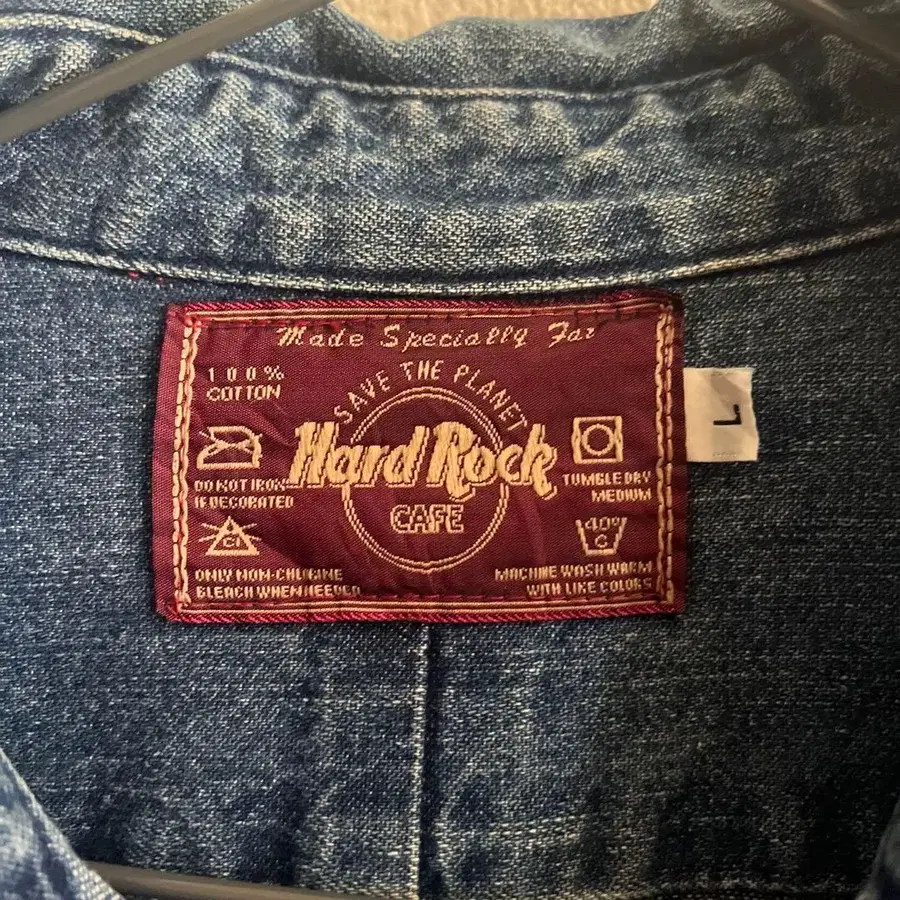 Made Specially For
100%
COTTON
SAVE THE PLANET
Hard Rock
CAFE
DO NOT IRON
IF DECORATED
TUMBLE DRY
MEDIUM
CL
40°
C
ONLY NON-CHLORINE
BLEACH WHEN NEEDED
MACHINE WASH WARM
WITH LIKE COLORS
L